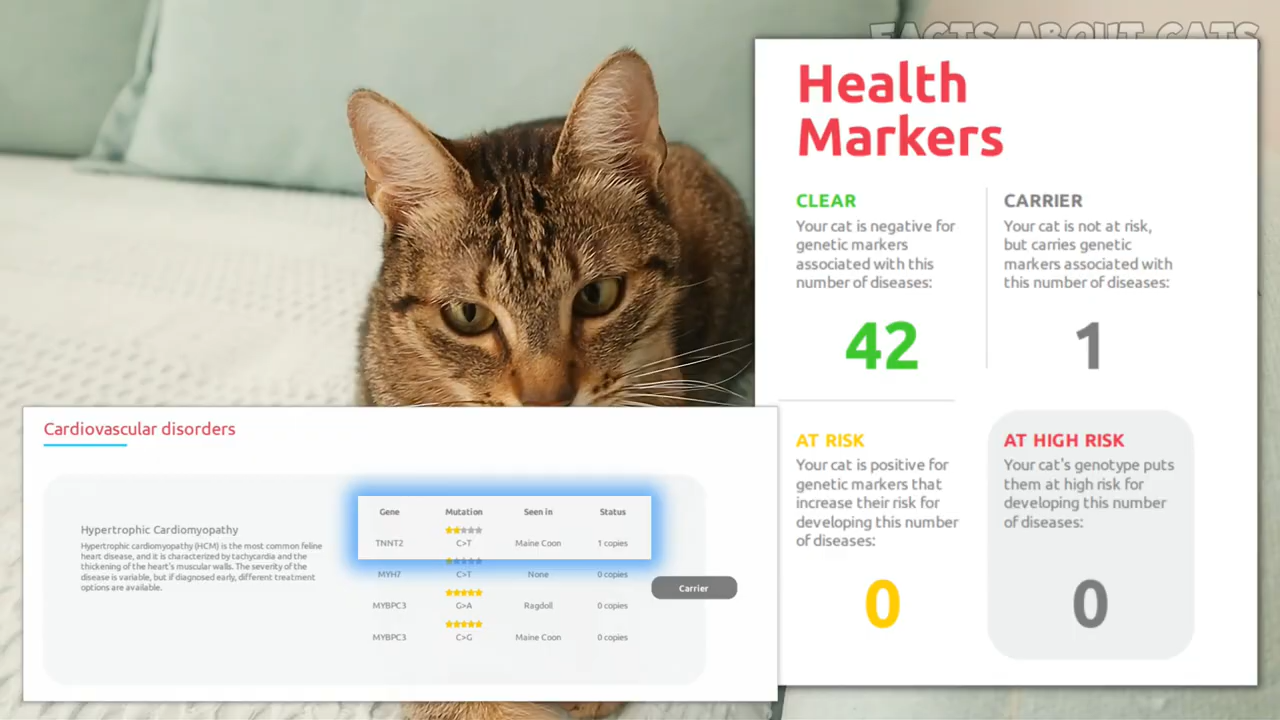 FACTS ABOUT CATS
Health
Markers
CLEAR
Your cat is negative for
genetic markers
associated with this
number of diseases:
42
CARRIER
Your cat is not at risk,
but carries genetic
markers associated with
this number of diseases:
1
AT RISK
Your cat is positive for
genetic markers that
increase their risk for
developing this number
of diseases:
0
AT HIGH RISK
Your cat's genotype puts
them at high risk for
developing this number
of diseases:
0
Cardiovascular disorders
Hypertrophic Cardiomyopathy
Hypertrophic cardiomyopathy (HCM) is the most common feline
heart disease, and it is characterized by tachycardia and the
thickening of the heart's muscular walls. The severity of the
disease is variable, but if diagnosed early, different treatment
options are available.
Gene Mutation Seen in Status
TNNT2 C>T Maine Coon 1 copies
MYH7 C>T None 0 copies
MYBPC3 G>A Ragdoll 0 copies
MYBPC3 C>G Maine Coon 0 copies
Carrier